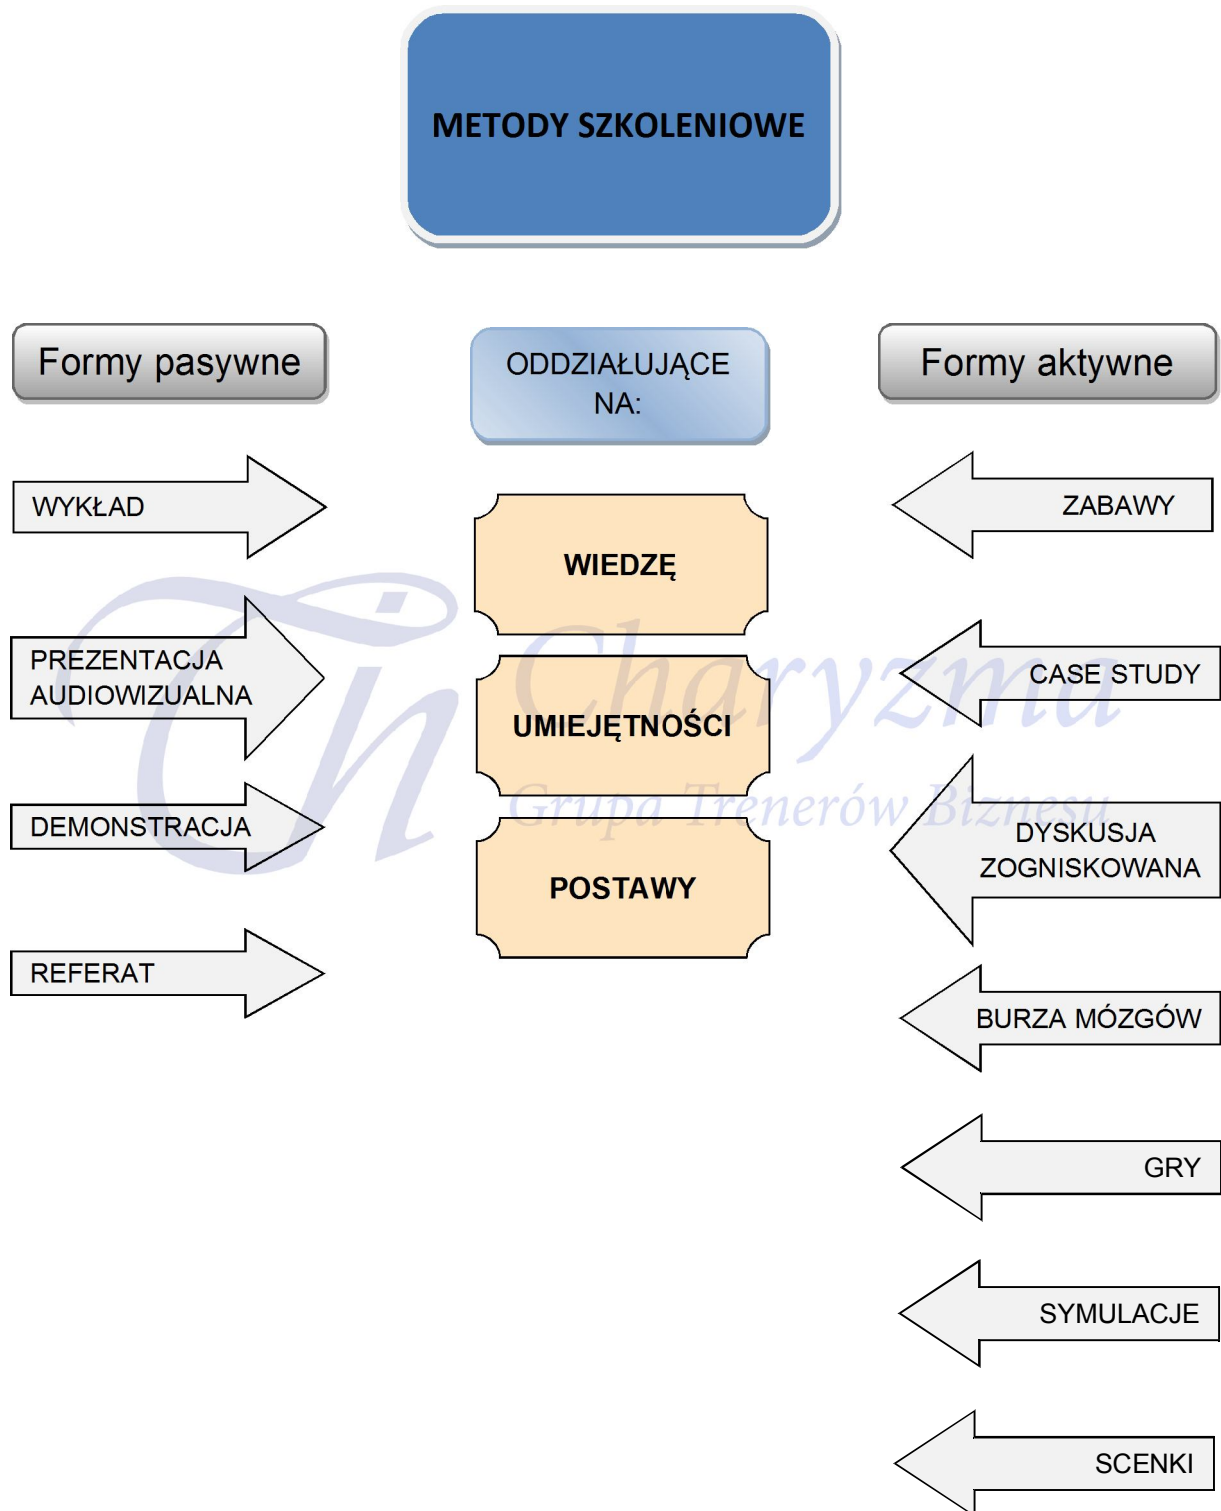 METODY SZKOLENIOWE
Formy pasywne
ODDZIAŁUJĄCE
NA:
Formy aktywne
WYKŁAD
PREZENTACJA
AUDIOWIZUALNA
DEMONSTRACJA
REFERAT
WIEDZĘ
UMIEJĘTNOŚCI
POSTAWY
ZABAWY
CASE STUDY
DYSKUSJA
ZOGNISKOWANA
BURZA MÓZGÓW
GRY
SYMULACJE
SCENKI
Charyzma
Grupa Trenerów Biznesu